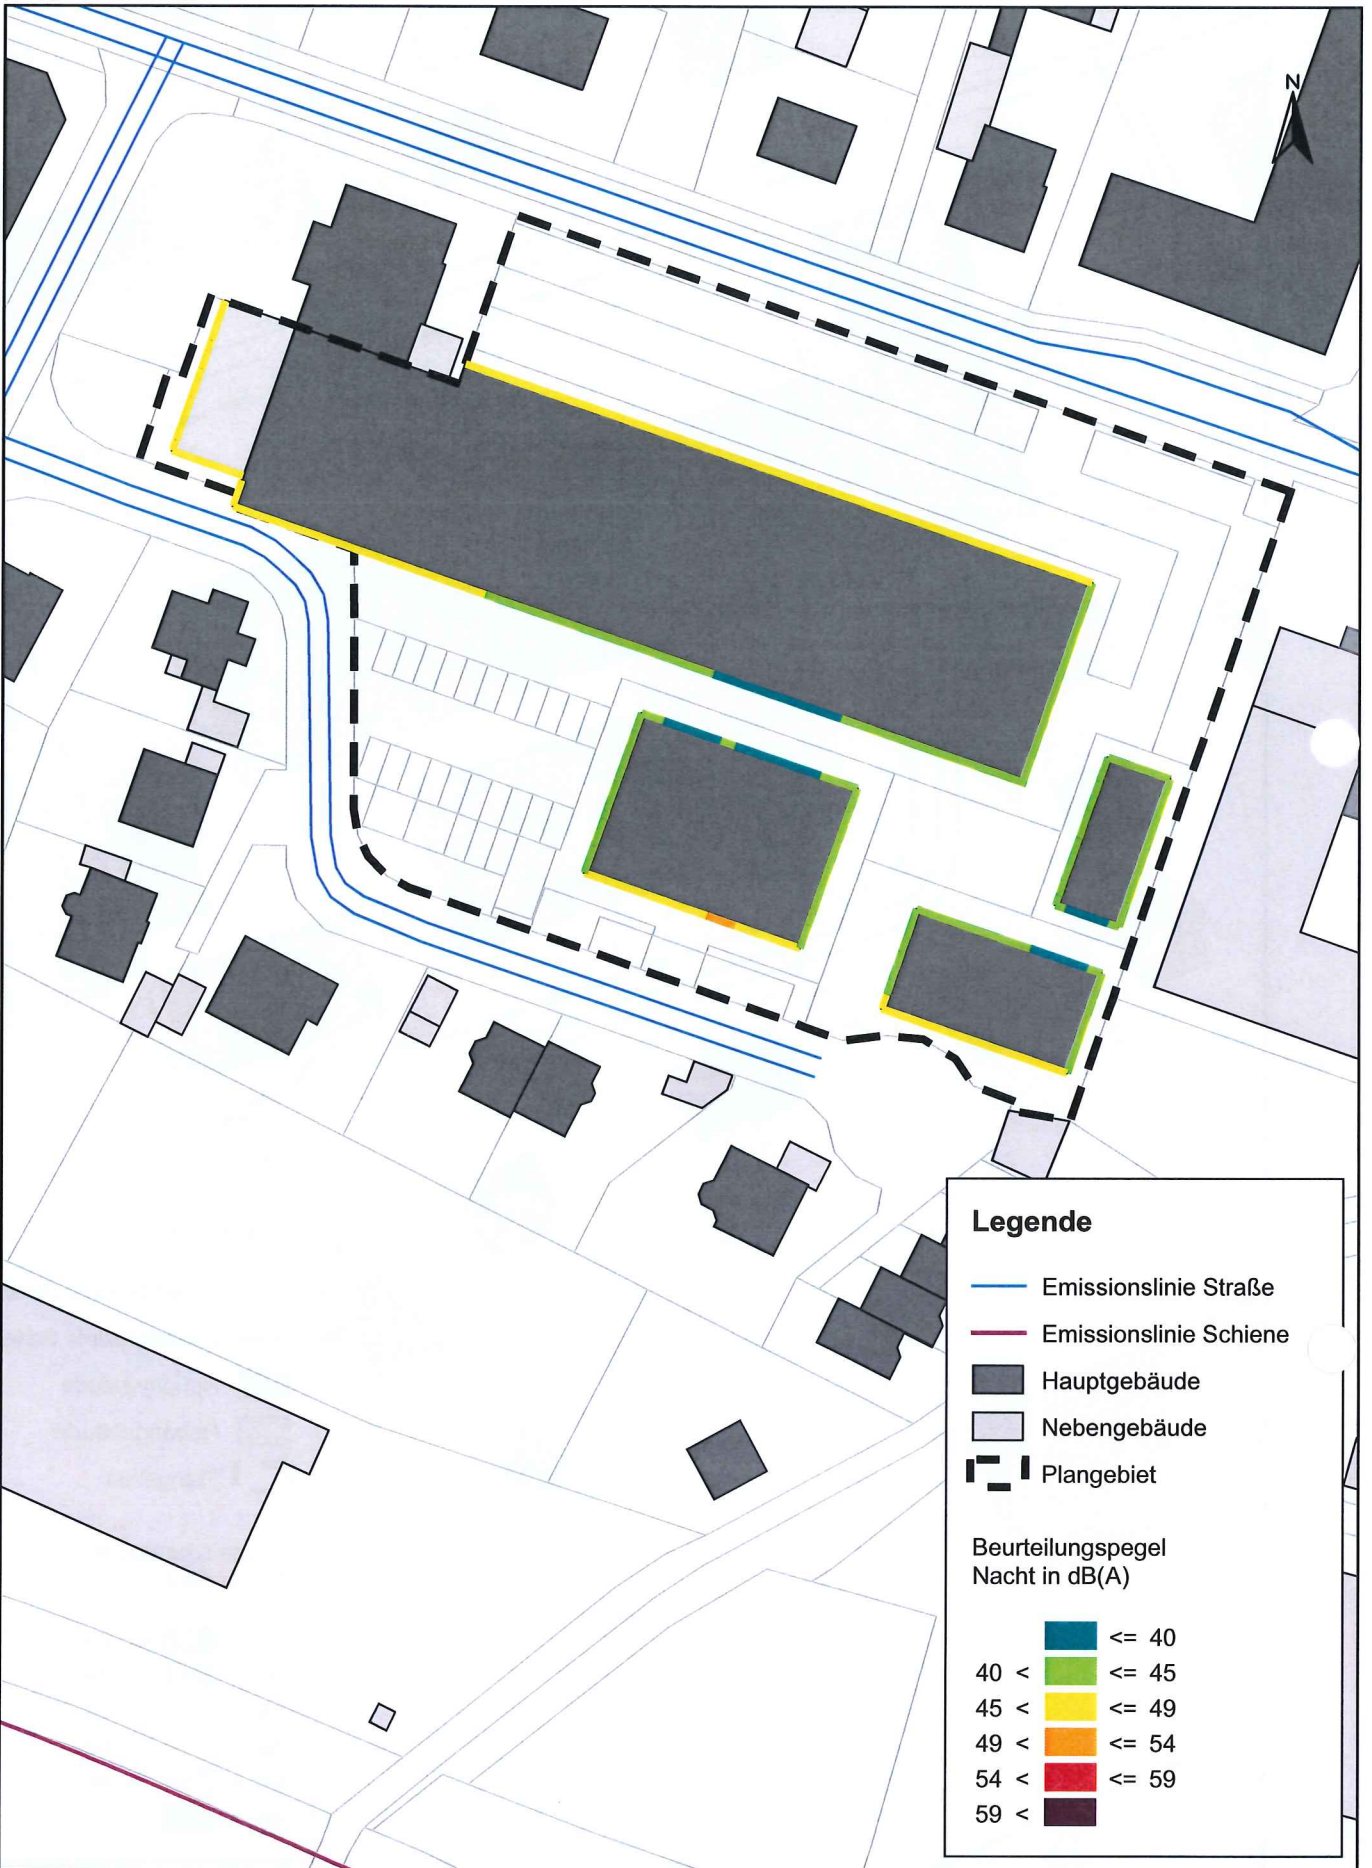 N
Legende
Emissionslinie Straße
Emissionslinie Schiene
Hauptgebäude
Nebengebäude
Plangebiet
Beurteilungspegel
Nacht in dB(A)
<= 40
40 < <= 45
45 < <= 49
49 < <= 54
54 < <= 59
59 <